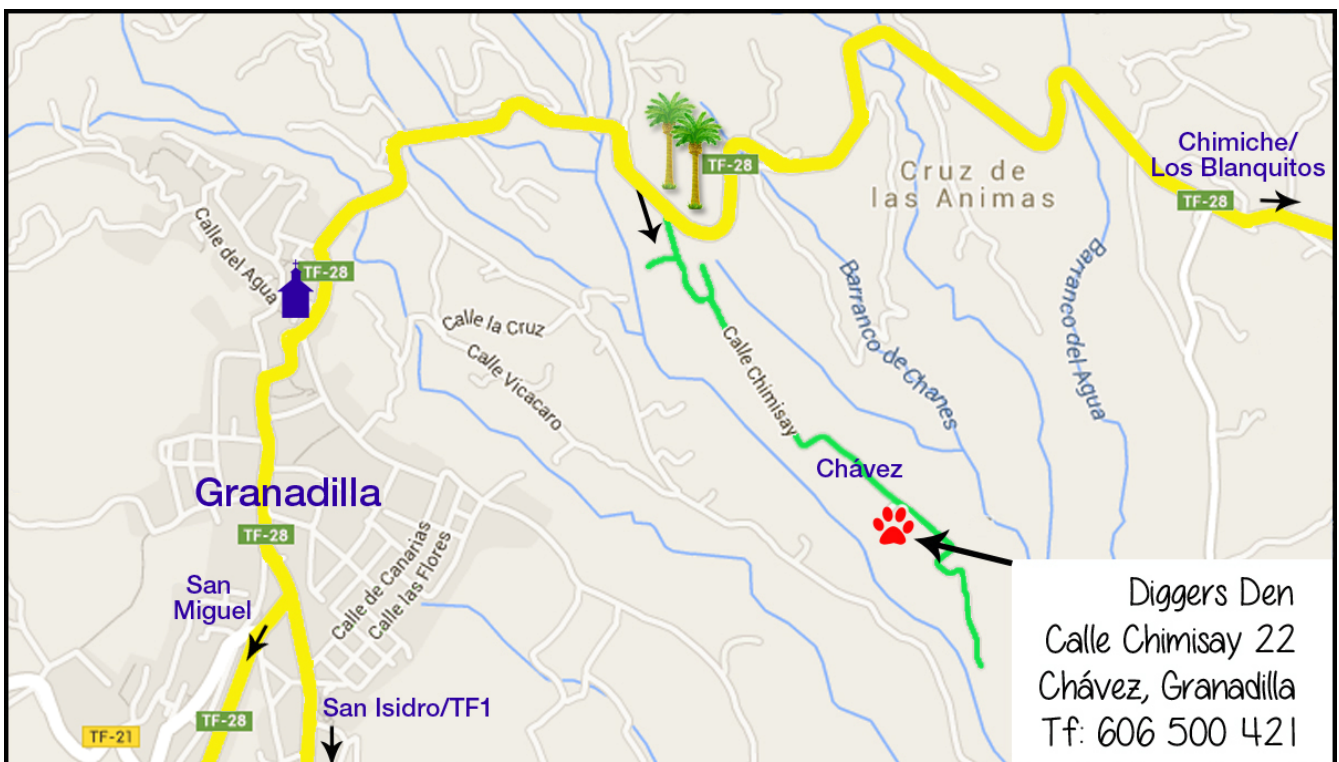 TF-28
Chimiche/
Los Blanquitos
TF-28
Cruz de
las Animas
Calle del Agua
TF-28
Barranco del Agua
Barranco de Chanes
Calle la Cruz
Calle Vicacaro
Calle Chimisay
Chávez
Granadilla
TF-28
Calle de Canarias
Calle las Flores
San
Miguel
TF-28
TF-21
San Isidro/TF1
Diggers Den
Calle Chimisay 22
Chávez, Granadilla
Tf: 606 500 421